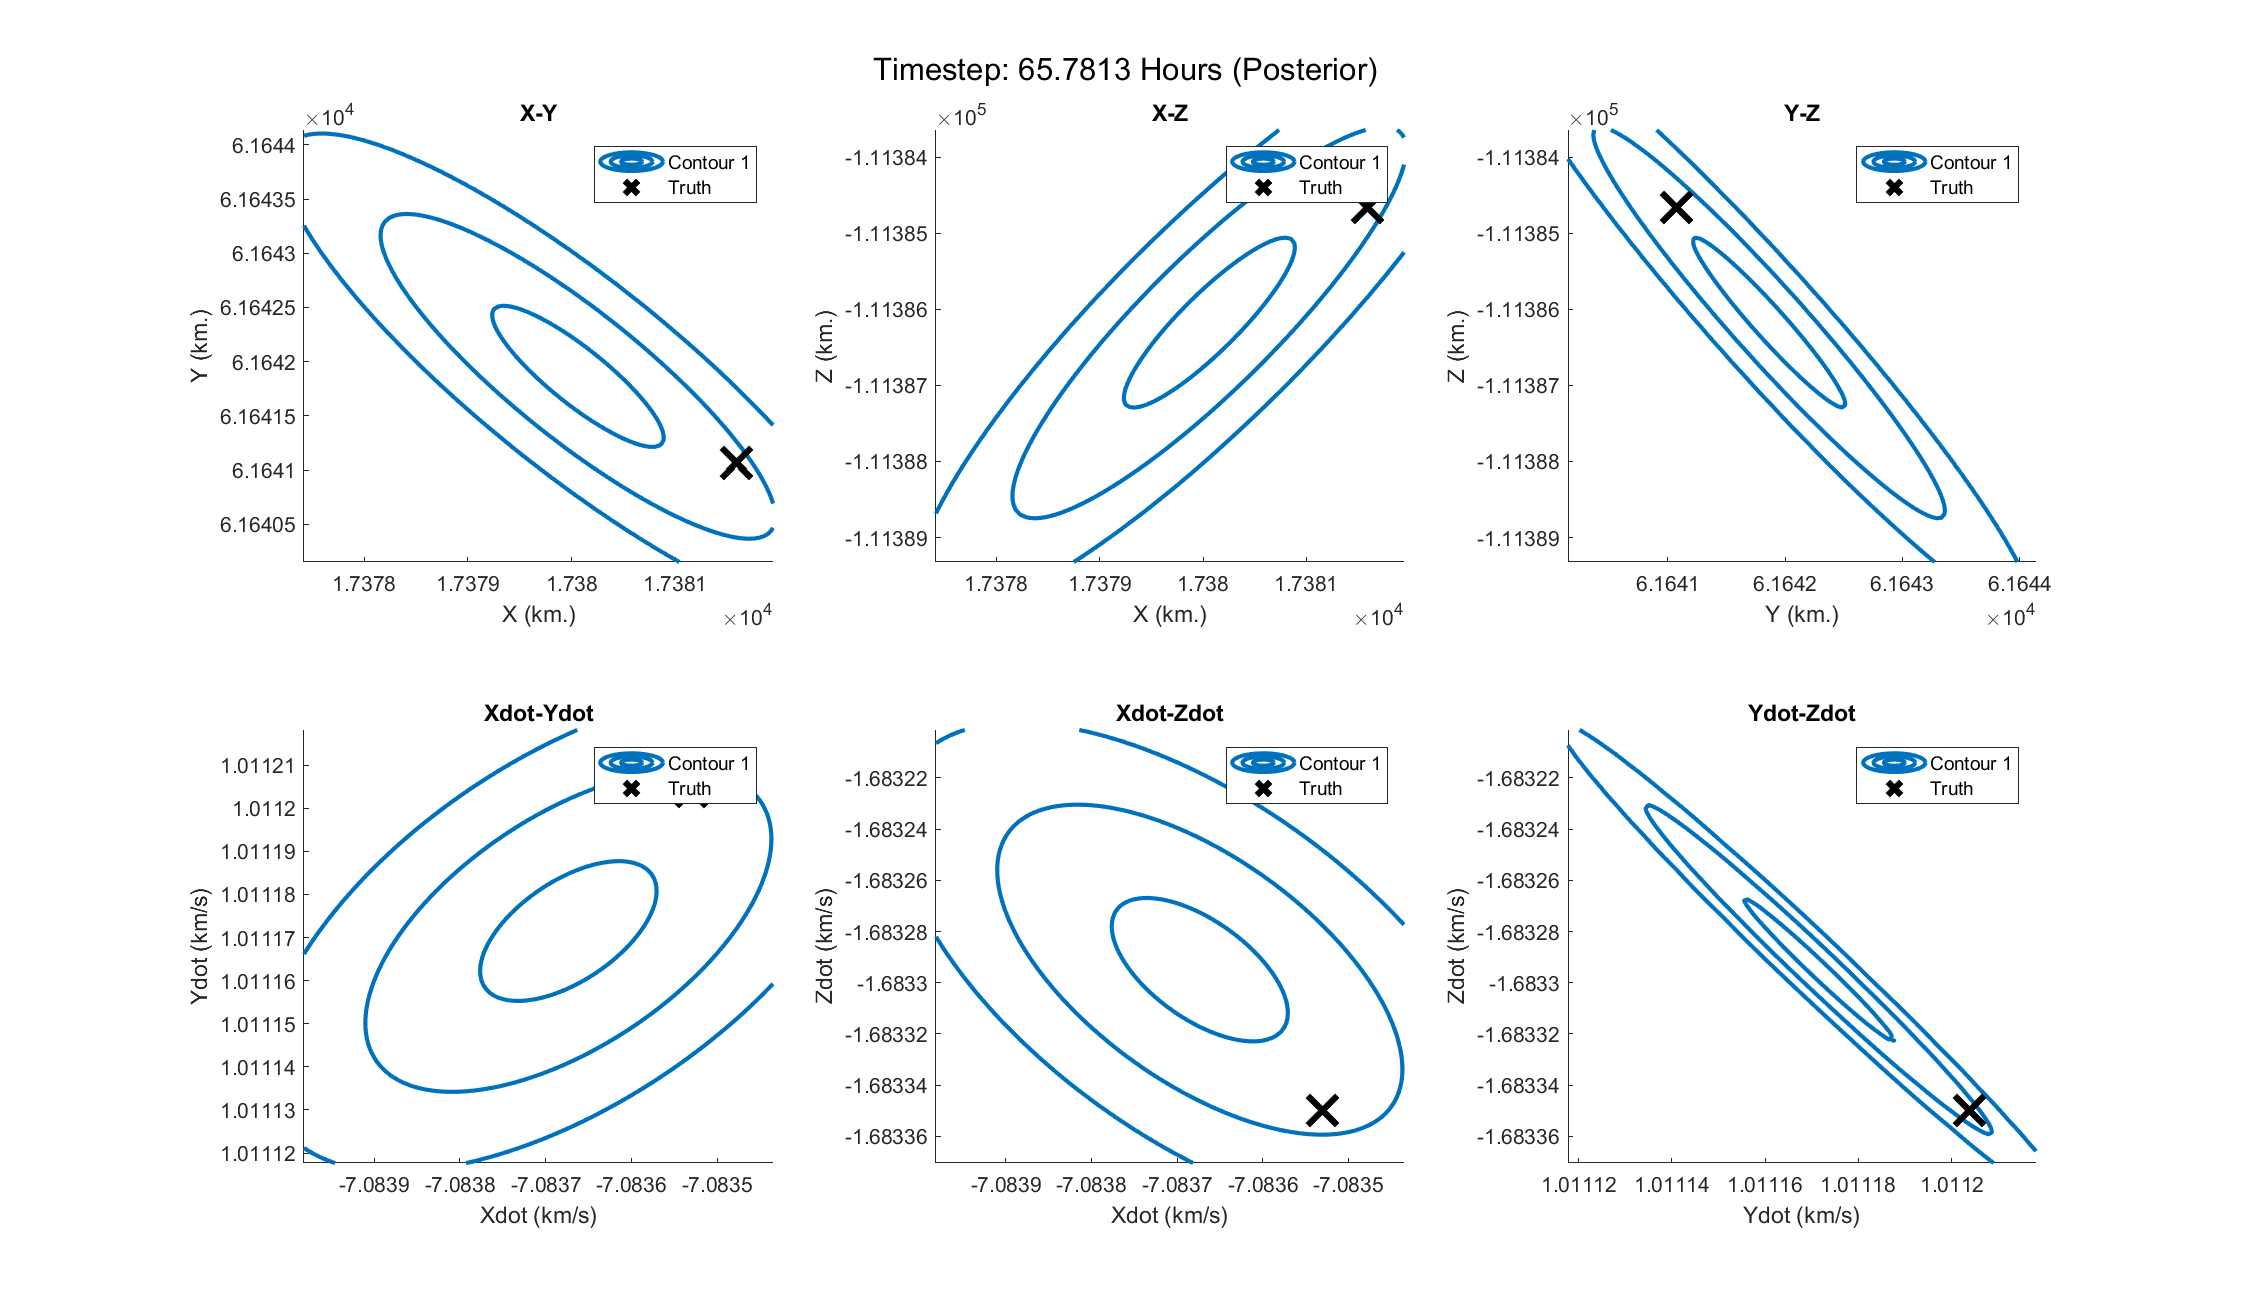 Timestep: 65.7813 Hours (Posterior)
X-Y
×10^4
6.1644
6.16435
6.1643
6.16425
6.1642
6.16415
6.1641
6.16405
Y (km.)
Contour 1
Truth
1.7378 1.7379 1.738 1.7381
X (km.)
×10^4
X-Z
×10^5
-1.11384
-1.11385
-1.11386
-1.11387
-1.11388
-1.11389
Z (km.)
Contour 1
Truth
1.7378 1.7379 1.738 1.7381
X (km.)
×10^4
Y-Z
×10^5
-1.11384
-1.11385
-1.11386
-1.11387
-1.11388
-1.11389
Z (km.)
Contour 1
Truth
6.1641 6.1642 6.1643 6.1644
Y (km.)
×10^4
Xdot-Ydot
1.01121
1.0112
1.01119
1.01118
1.01117
1.01116
1.01115
1.01114
1.01113
1.01112
Ydot (km/s)
Contour 1
Truth
-7.0839 -7.0838 -7.0837 -7.0836 -7.0835
Xdot (km/s)
Xdot-Zdot
-1.68322
-1.68324
-1.68326
-1.68328
-1.6833
-1.68332
-1.68334
-1.68336
Zdot (km/s)
Contour 1
Truth
-7.0839 -7.0838 -7.0837 -7.0836 -7.0835
Xdot (km/s)
Ydot-Zdot
-1.68322
-1.68324
-1.68326
-1.68328
-1.6833
-1.68332
-1.68334
-1.68336
Zdot (km/s)
Contour 1
Truth
1.01112 1.01114 1.01116 1.01118 1.0112
Ydot (km/s)